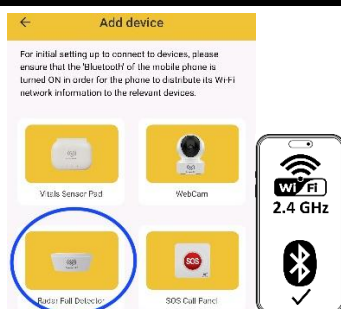 Add device
For initial setting up to connect to devices, please
ensure that the 'Bluetooth' of the mobile phone is
turned ON in order for the phone to distribute its Wi-Fi
network information to the relevant devices.
Vitals Sensor Pad
WebCam
Wi Fi
2.4 GHz
SOS
Radar Fall Detector
SOS Call Panel